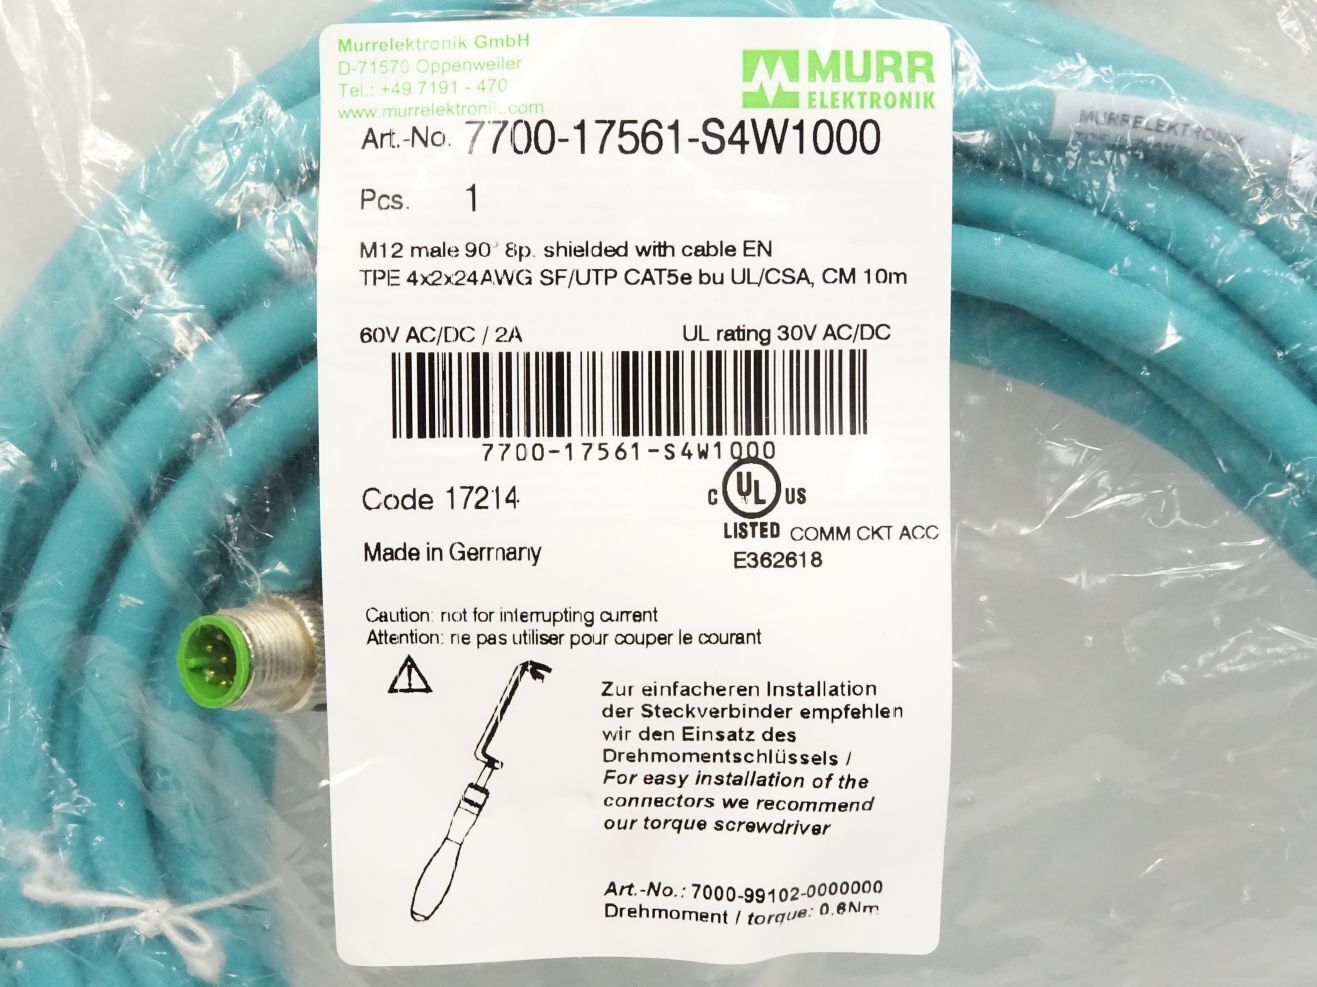 Murrelektronik GmbH
D-71570 Oppenweiler
Tel.: +49 7191 - 470
www.murrelektronik.com
MURR
ELEKTRONIK
Art.-No. 7700-17561-S4W1000
Pcs. 1
M12 male 90° 8p. shielded with cable EN
TPE 4x2x24AWG SF/UTP CAT5e bu UL/CSA, CM 10m
60V AC/DC / 2A UL rating 30V AC/DC
7700-17561-S4W1000
Code 17214
C UL US
LISTED COMM CKT ACC
E362618
Made in Germany
Caution: not for interrupting current
Attention: ne pas utiliser pour couper le courant
Zur einfacheren Installation
der Steckverbinder empfehlen
wir den Einsatz des
Drehmomentschlüssels /
For easy installation of the
connectors we recommend
our torque screwdriver
Art.-No.: 7000-99102-0000000
Drehmoment / torque: 0.6Nm
MURRELEKTRONIK